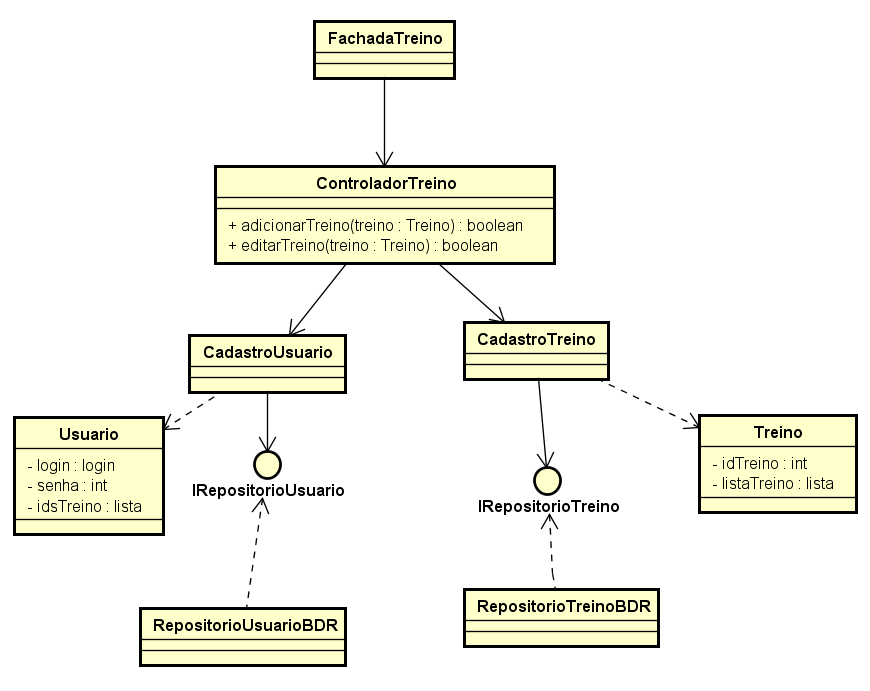 FachadaTreino
ControladorTreino
+ adicionarTreino(treino : Treino) : boolean
+ editarTreino(treino : Treino) : boolean
CadastroUsuario
CadastroTreino
Usuario
- login : login
- senha : int
- idsTreino : lista
IRepositorioUsuario
IRepositorioTreino
Treino
- idTreino : int
- listaTreino : lista
RepositorioUsuarioBDR
RepositorioTreinoBDR